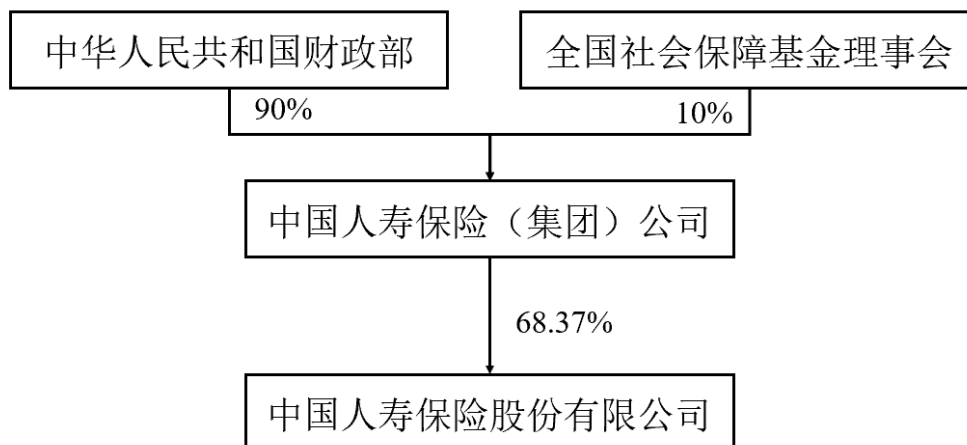 中华人民共和国财政部
全国社会保障基金理事会
90%
10%
中国人寿保险（集团）公司
68.37%
中国人寿保险股份有限公司